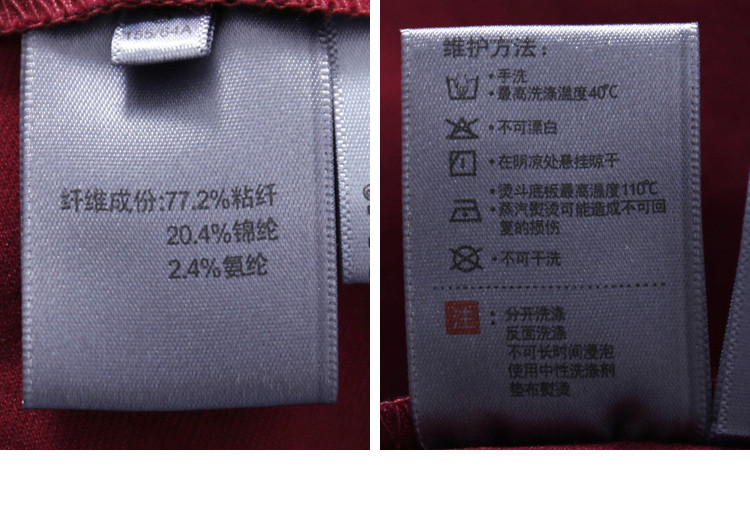 165/64A
纤维成份:77.2%粘纤
20.4%锦纶
2.4%氨纶
维护方法:
·手洗
·最高洗涤温度40℃
·不可漂白
·在阴凉处悬挂晾干
·熨斗底板最高温度110℃
蒸汽熨烫可能造成不可回
复的损伤
·不可干洗
注:分开洗涤
反面洗涤
不可长时间浸泡
使用中性洗涤剂
垫布熨烫